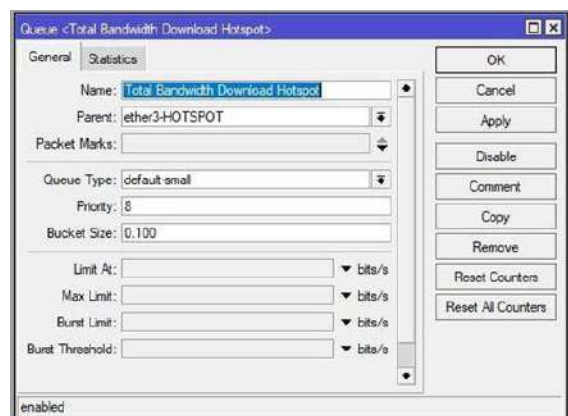 Queue <Total Bandwidth Download Hotspot>
General Statistics
Name: Total Bandwidth Download Hotspot
Parent: ether3-HOTSPOT
Packet Marks:
Queue Type: default-small
Priority: 8
Bucket Size: 0.100
Limit At: bits/s
Max Limit: bits/s
Burst Limit: bits/s
Burst Threshold: bits/s
OK
Cancel
Apply
Disable
Comment
Copy
Remove
Reset Counters
Reset All Counters
enabled